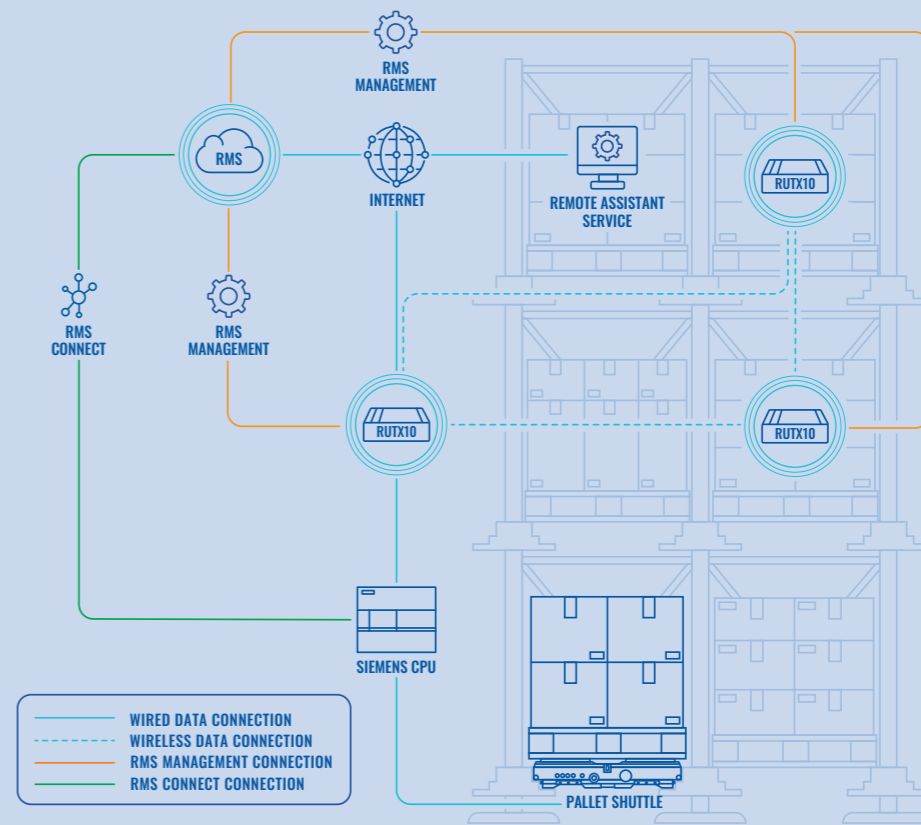 RMS
MANAGEMENT
RMS
RUTX10
INTERNET
REMOTE ASSISTANT
SERVICE
RMS
CONNECT
RMS
MANAGEMENT
RUTX10
RUTX10
SIEMENS CPU
WIRED DATA CONNECTION
WIRELESS DATA CONNECTION
RMS MANAGEMENT CONNECTION
RMS CONNECT CONNECTION
PALLET SHUTTLE